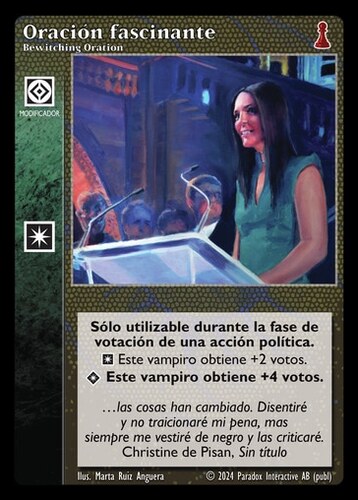 Oración fascinante
Bewitching Oration
MODIFICADOR
Sólo utilizable durante la fase de
votación de una acción política.
Este vampiro obtiene +2 votos.
Este vampiro obtiene +4 votos.
…las cosas han cambiado. Disentiré
y no traicionaré mi pena, mas
siempre me vestiré de negro y las criticaré.
Christine de Pisan, Sin título
Ilus. Marta Ruiz Anguera
© 2024 Paradox Interactive AB (publ)